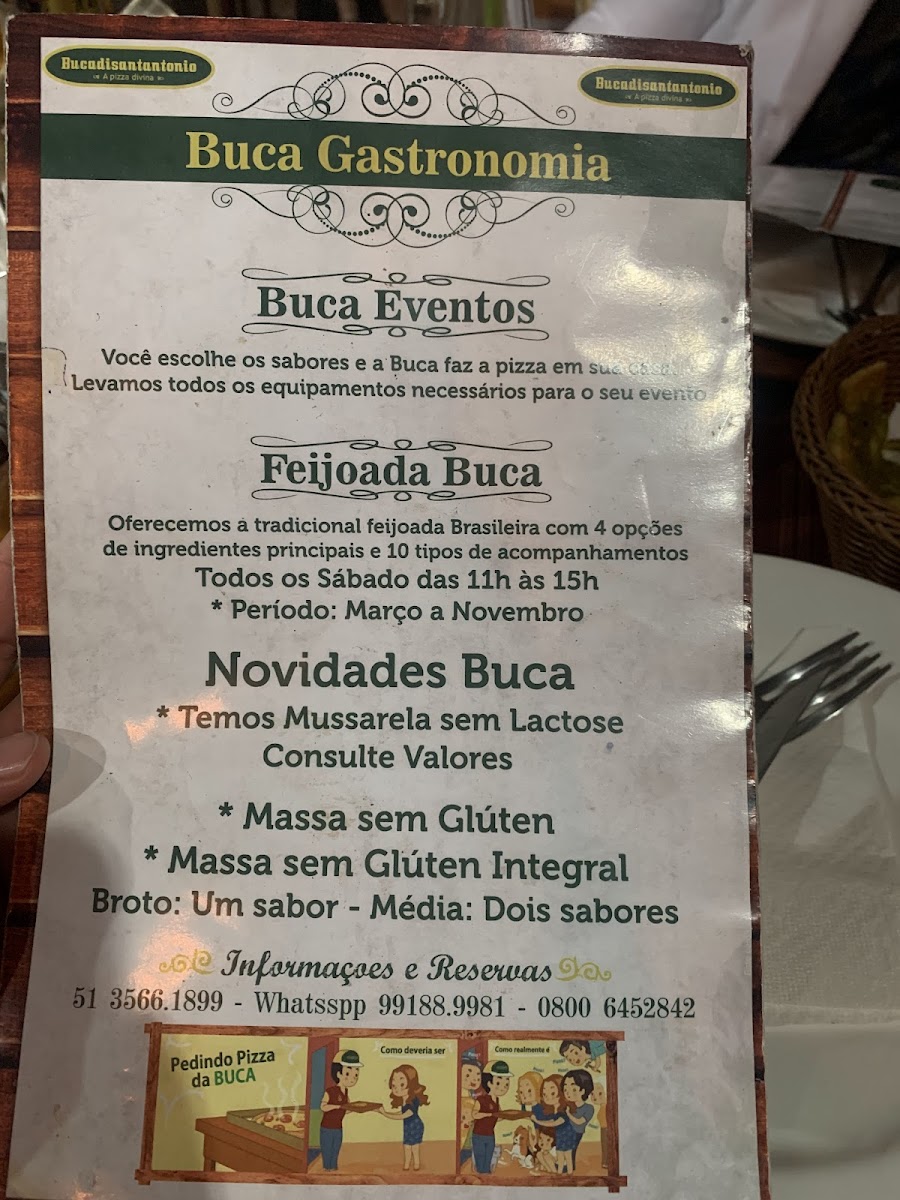 Bucadisantantonio
A pizza divina
Bucadisantantonio
A pizza divina
Buca Gastronomia
Buca Eventos
Você escolhe os sabores e a Buca faz a pizza em sua casa
Levamos todos os equipamentos necessários para o seu evento
Feijoada Buca
Oferecemos a tradicional feijoada Brasileira com 4 opções
de ingredientes principais e 10 tipos de acompanhamentos
Todos os Sábado das 11h às 15h
* Período: Março a Novembro
Novidades Buca
* Temos Mussarela sem Lactose
Consulte Valores
* Massa sem Glúten
* Massa sem Glúten Integral
Broto: Um sabor - Média: Dois sabores
Informaçoes e Reservas
51 3566.1899 - Whatsspp 99188.9981 - 0800 6452842
Pedindo Pizza
da BUCA
Como deveria ser
Como realmente é